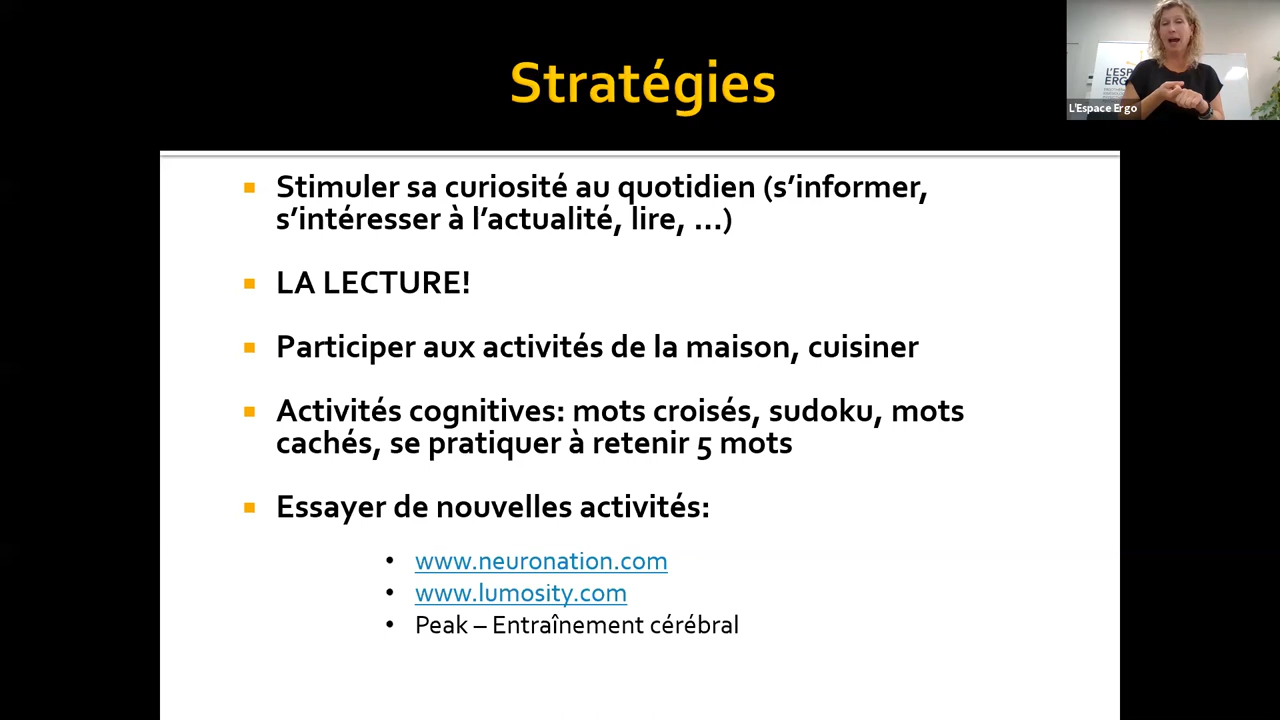 Stratégies
L'Espace Ergo
Stimuler sa curiosité au quotidien (s'informer,
s'intéresser à l'actualité, lire, ...)
LA LECTURE!
Participer aux activités de la maison, cuisiner
Activités cognitives: mots croisés, sudoku, mots
cachés, se pratiquer à retenir 5 mots
Essayer de nouvelles activités:
www.neuronation.com
www.lumosity.com
Peak – Entraînement cérébral